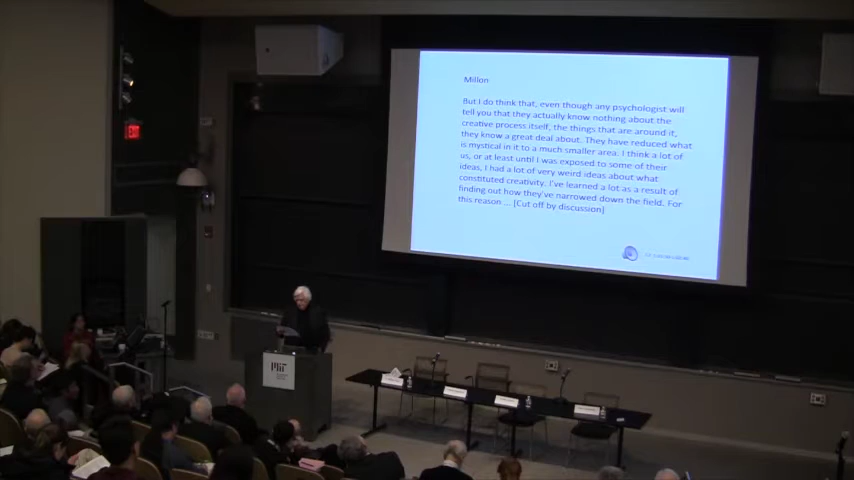 EXIT
Millon
But I do think that, even though any psychologist will
tell you that they actually know nothing about the
creative process itself, the things that are around it,
they know a great deal about. They have reduced what
is mystical in it to a much smaller area. I think a lot of
us, or at least until I was exposed to some of their
ideas, I had a lot of very weird ideas about what
constituted creativity. I've learned a lot as a result of
finding out how they've narrowed down the field. For
this reason ... [Cut off by discussion]
MIT